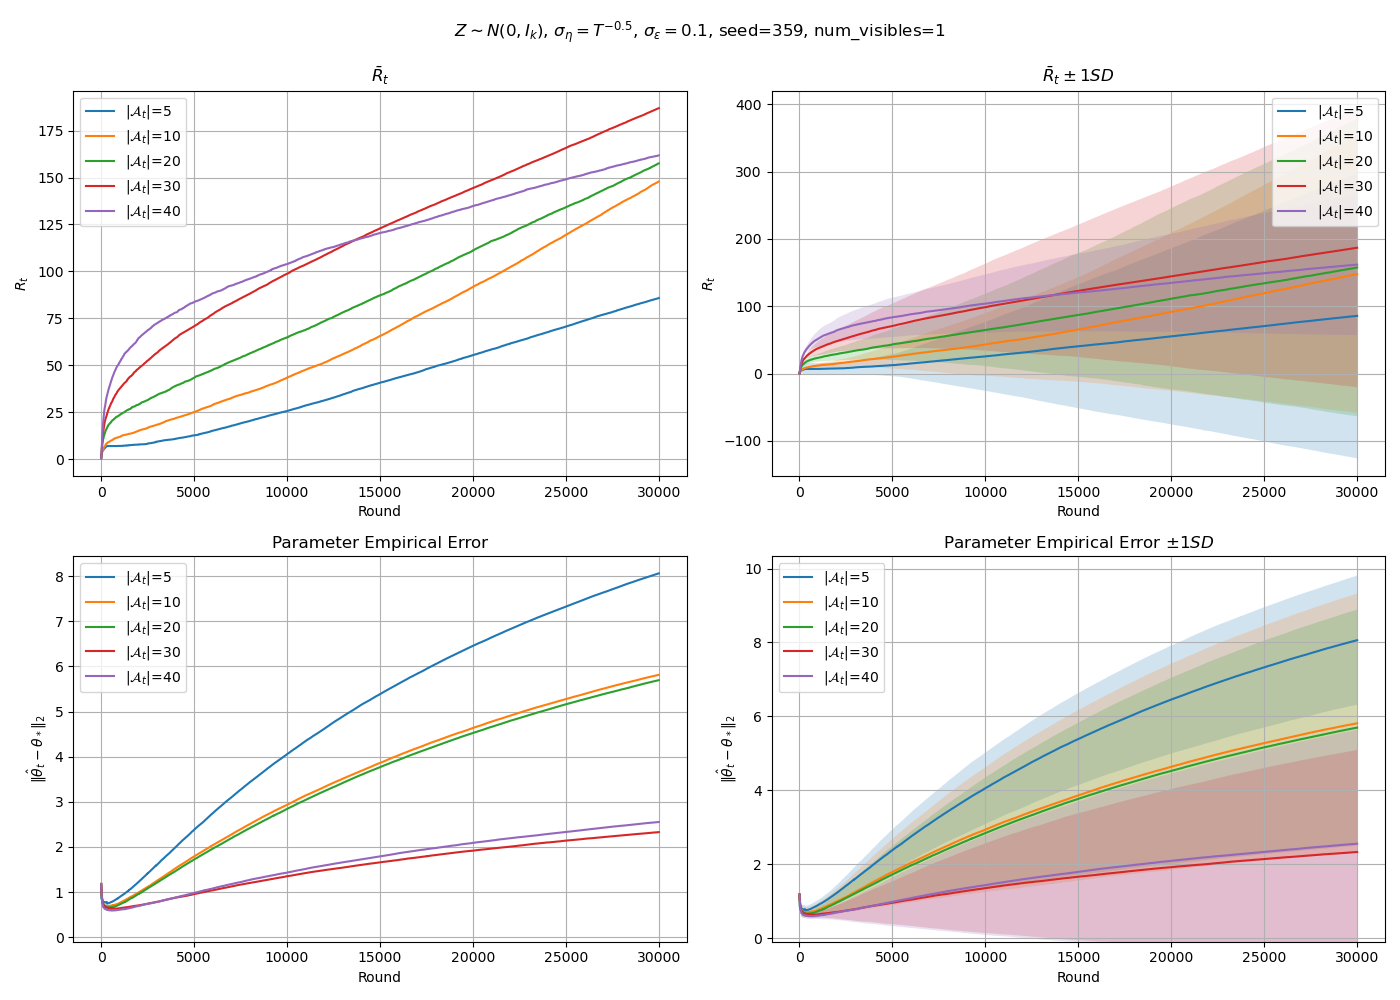 Z ∼ N(0, I_k), σ_η = T^{−0.5}, σ_ε = 0.1, seed=359, num_visibles=1
R̄_t
R_t
175
150
125
100
75
50
25
0
|𝒜_t|=5
|𝒜_t|=10
|𝒜_t|=20
|𝒜_t|=30
|𝒜_t|=40
0 5000 10000 15000 20000 25000 30000
Round
R̄_t ± 1SD
R_t
400
300
200
100
0
−100
|𝒜_t|=5
|𝒜_t|=10
|𝒜_t|=20
|𝒜_t|=30
|𝒜_t|=40
0 5000 10000 15000 20000 25000 30000
Round
Parameter Empirical Error
‖θ̂_t − θ_*‖_2
8
7
6
5
4
3
2
1
0
|𝒜_t|=5
|𝒜_t|=10
|𝒜_t|=20
|𝒜_t|=30
|𝒜_t|=40
0 5000 10000 15000 20000 25000 30000
Round
Parameter Empirical Error ±1SD
‖θ̂_t − θ_*‖_2
10
8
6
4
2
0
|𝒜_t|=5
|𝒜_t|=10
|𝒜_t|=20
|𝒜_t|=30
|𝒜_t|=40
0 5000 10000 15000 20000 25000 30000
Round